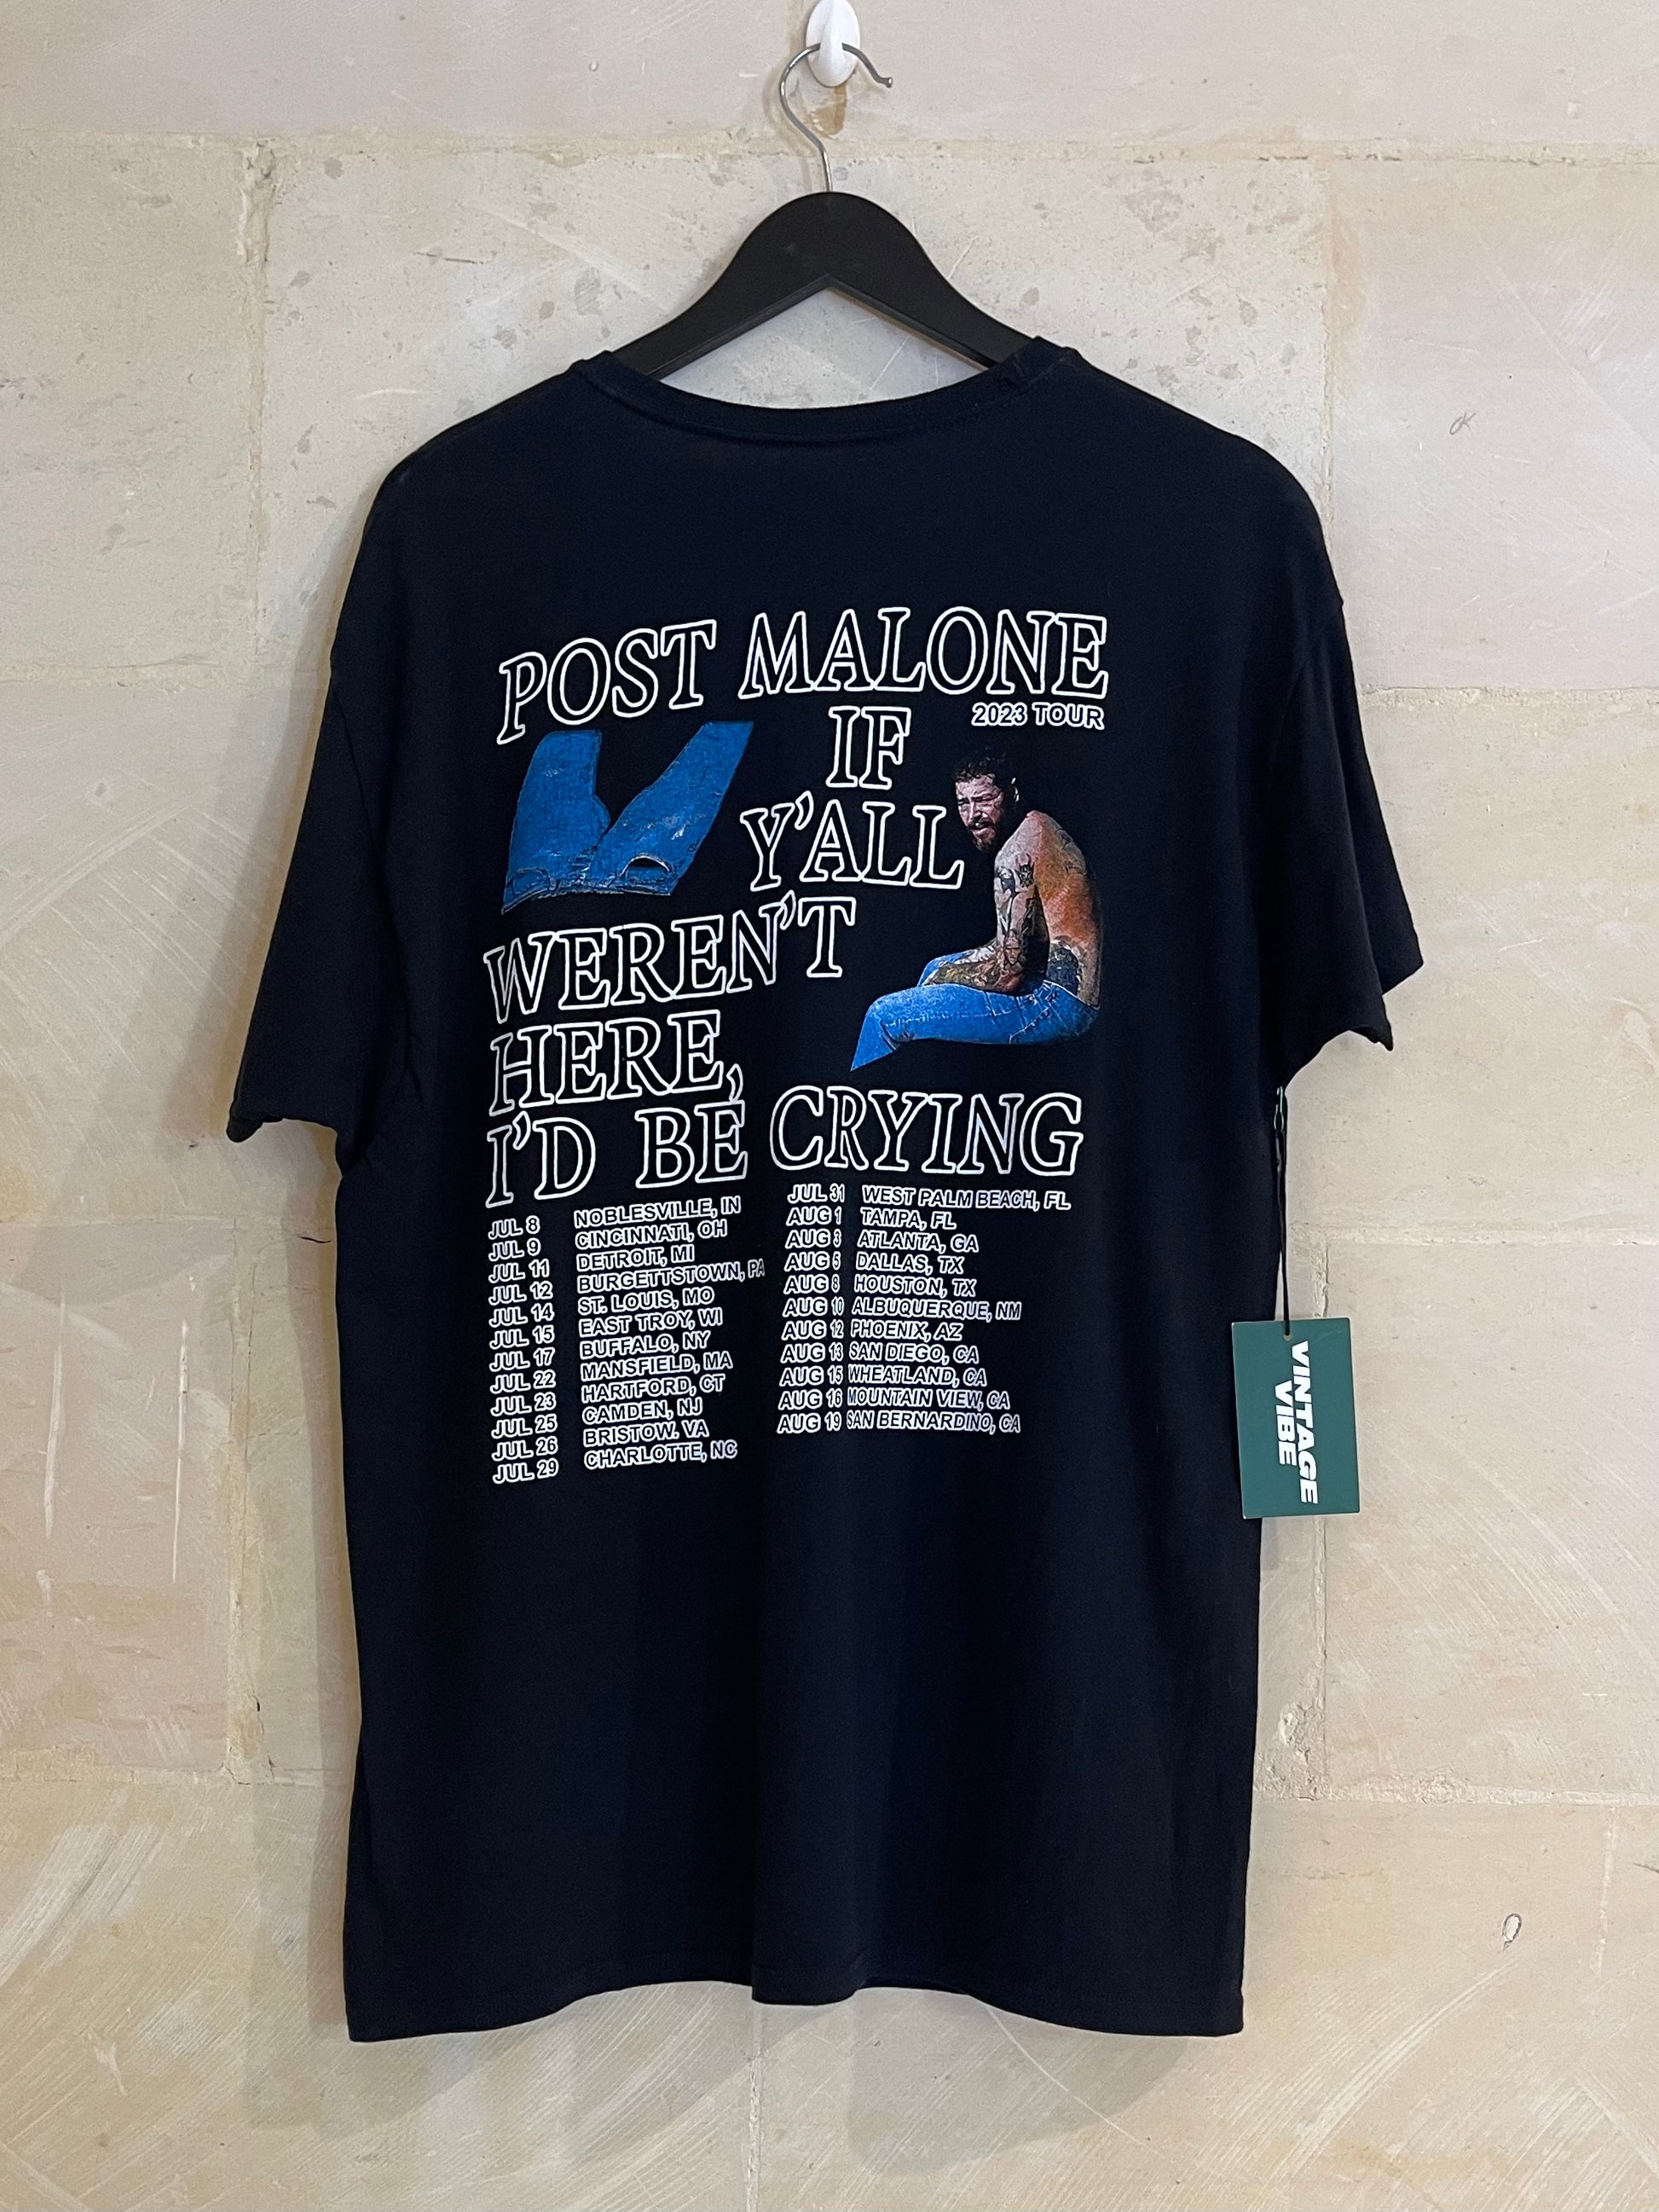 POST MALONE
2023 TOUR
IF
Y'ALL
WEREN'T
HERE,
I'D BE CRYING
JUL 8 NOBLESVILLE, IN
JUL 9 CINCINNATI, OH
JUL 11 DETROIT, MI
JUL 12 BURGETTSTOWN, PA
JUL 14 ST. LOUIS, MO
JUL 15 EAST TROY, WI
JUL 17 BUFFALO, NY
JUL 22 MANSFIELD, MA
JUL 23 HARTFORD, CT
JUL 25 CAMDEN, NJ
JUL 26 BRISTOW. VA
JUL 29 CHARLOTTE, NC
JUL 31 WEST PALM BEACH, FL
AUG 1 TAMPA, FL
AUG 3 ATLANTA, GA
AUG 5 DALLAS, TX
AUG 8 HOUSTON, TX
AUG 10 ALBUQUERQUE, NM
AUG 12 PHOENIX, AZ
AUG 13 SAN DIEGO, CA
AUG 15 WHEATLAND, CA
AUG 16 MOUNTAIN VIEW, CA
AUG 19 SAN BERNARDINO, CA
VINTAGE
VIBE